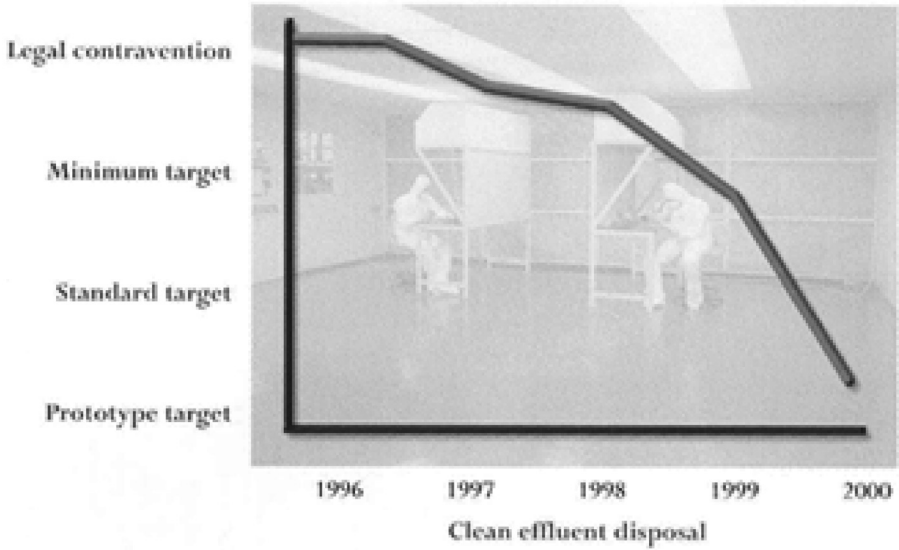 Legal contravention
Minimum target
Standard target
Prototype target
1996 1997 1998 1999 2000
Clean effluent disposal